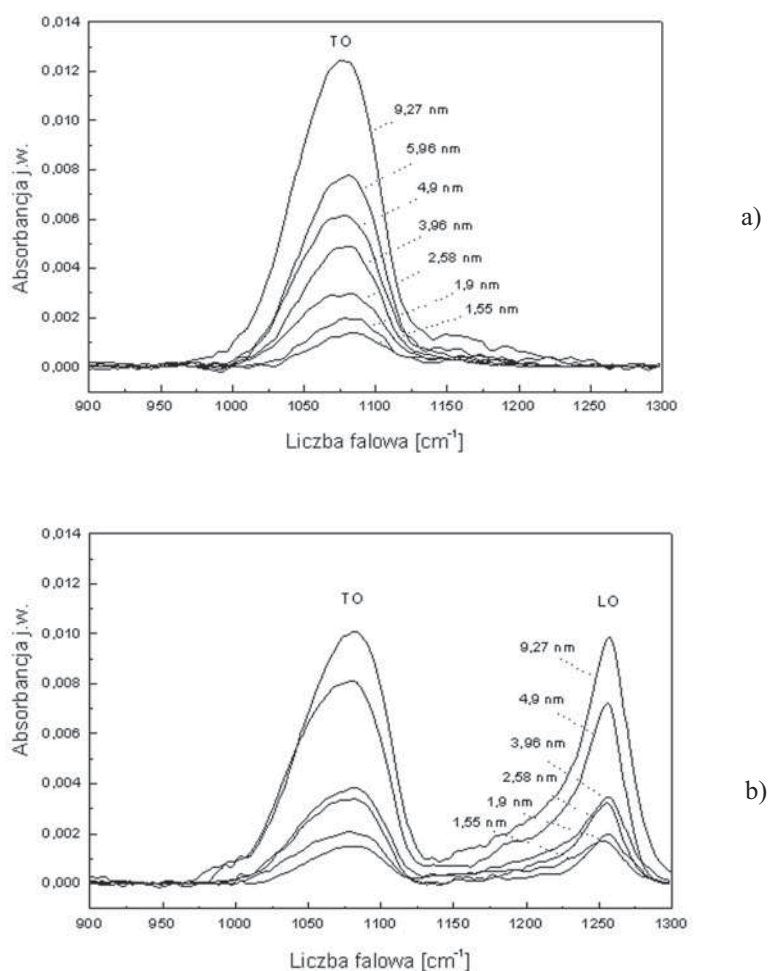 0,014
TO
0,012
9,27 nm
0,010
5,96 nm
0,008
4,9 nm
a)
0,006
3,96 nm
0,004
2,58 nm
1,9 nm
0,002
1,55 nm
0,000
Absorbancja j.w.
900 950 1000 1050 1100 1150 1200 1250 1300
Liczba falowa [cm⁻¹]
0,014
0,012
TO LO
0,010
9,27 nm
0,008
4,9 nm
0,006
3,96 nm
0,004
2,58 nm
b)
1,9 nm
0,002
1,55 nm
0,000
Absorbancja j.w.
900 950 1000 1050 1100 1150 1200 1250 1300
Liczba falowa [cm⁻¹]